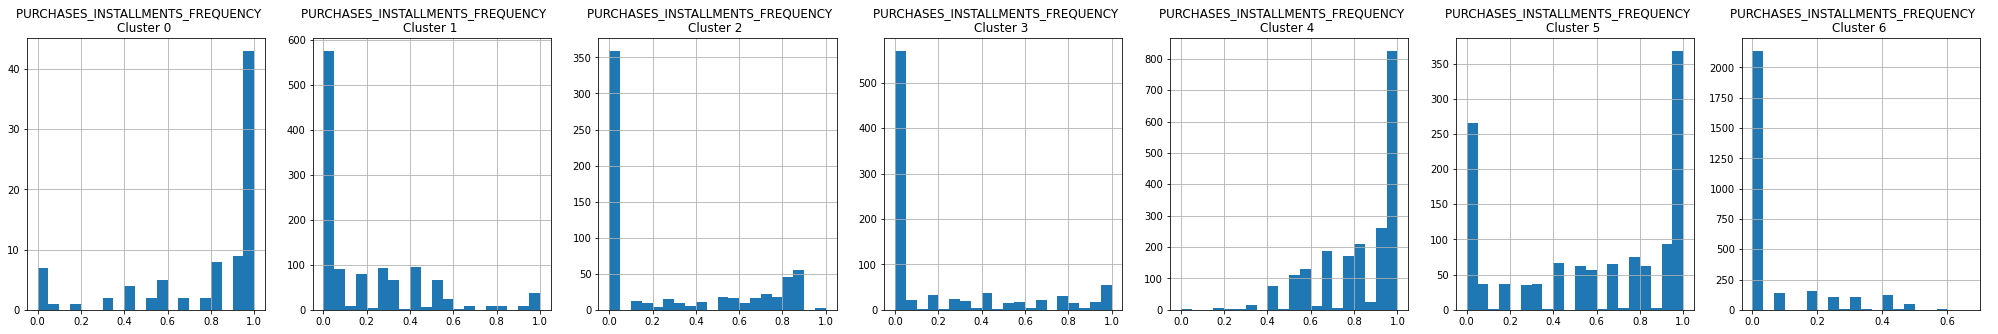 PURCHASES_INSTALLMENTS_FREQUENCY
Cluster 0
40
30
20
10
0
0.0 0.2 0.4 0.6 0.8 1.0
PURCHASES_INSTALLMENTS_FREQUENCY
Cluster 1
600
500
400
300
200
100
0
0.0 0.2 0.4 0.6 0.8 1.0
PURCHASES_INSTALLMENTS_FREQUENCY
Cluster 2
350
300
250
200
150
100
50
0
0.0 0.2 0.4 0.6 0.8 1.0
PURCHASES_INSTALLMENTS_FREQUENCY
Cluster 3
500
400
300
200
100
0
0.0 0.2 0.4 0.6 0.8 1.0
PURCHASES_INSTALLMENTS_FREQUENCY
Cluster 4
800
700
600
500
400
300
200
100
0
0.0 0.2 0.4 0.6 0.8 1.0
PURCHASES_INSTALLMENTS_FREQUENCY
Cluster 5
350
300
250
200
150
100
50
0
0.0 0.2 0.4 0.6 0.8 1.0
PURCHASES_INSTALLMENTS_FREQUENCY
Cluster 6
2000
1750
1500
1250
1000
750
500
250
0
0.0 0.2 0.4 0.6